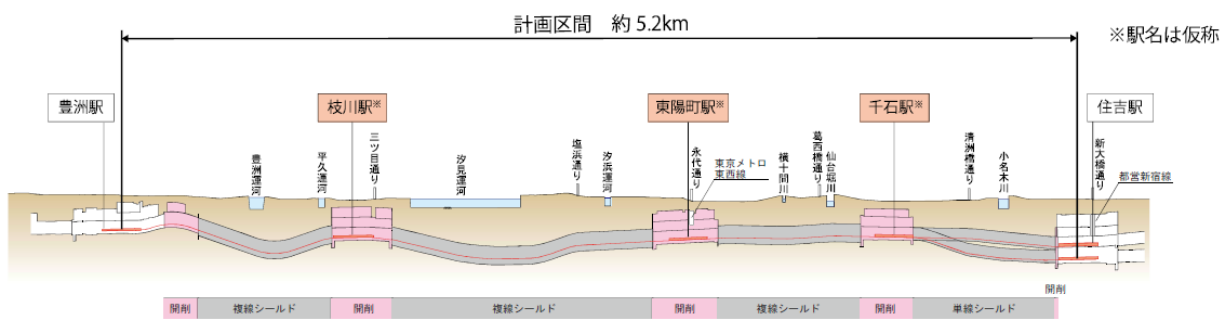 計画区間　約 5.2km
※駅名は仮称
豊洲駅
枝川駅※
東陽町駅※
千石駅※
住吉駅
豊洲運河
平久運河
三ツ目通り
汐見運河
塩浜通り
汐浜運河
永代通り
東京メトロ
東西線
横十間川
葛西橋通り
仙台堀川
清洲橋通り
小名木川
新大橋通り
都営新宿線
開削
開削
複線シールド
開削
複線シールド
開削
複線シールド
開削
単線シールド